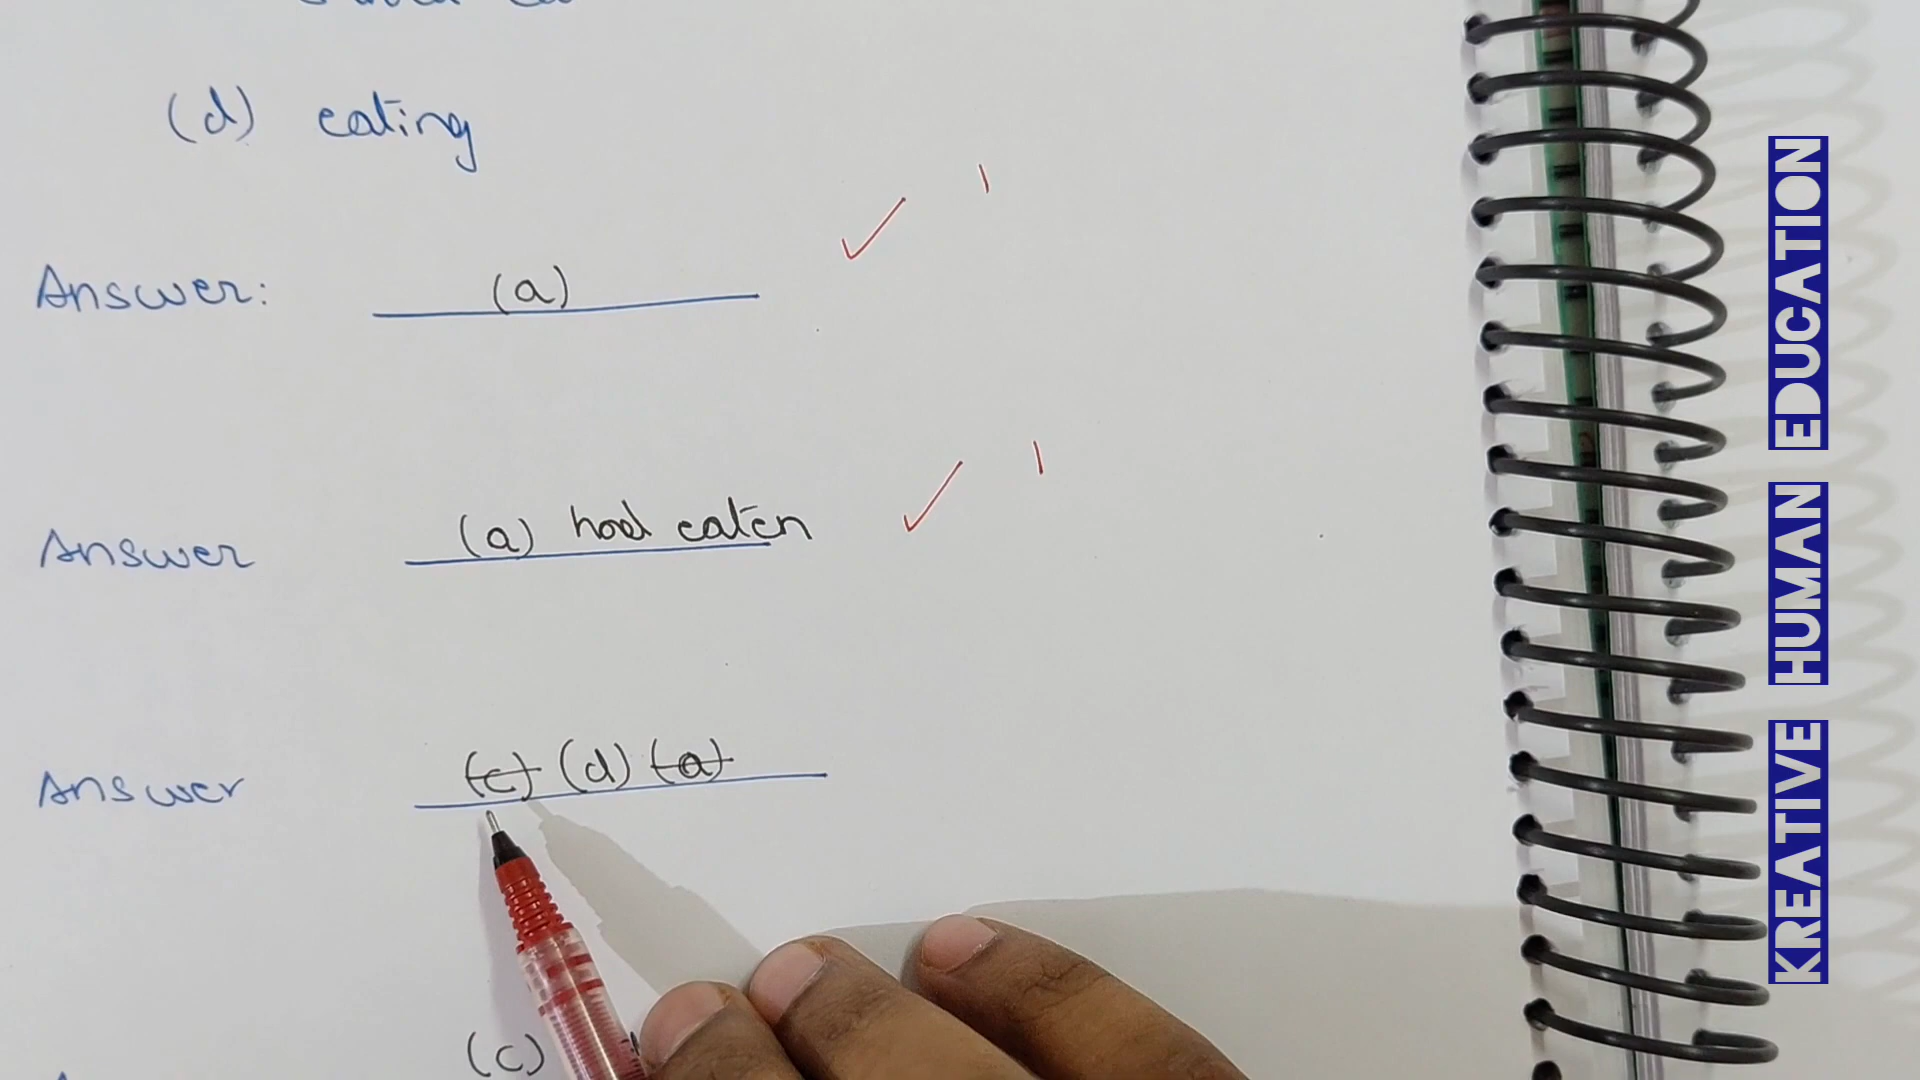 (d) eating
Answer: (a)
1
Answer (a) had eaten
1
Answer (c) (d) (a)
(c)
KREATIVE HUMAN EDUCATION